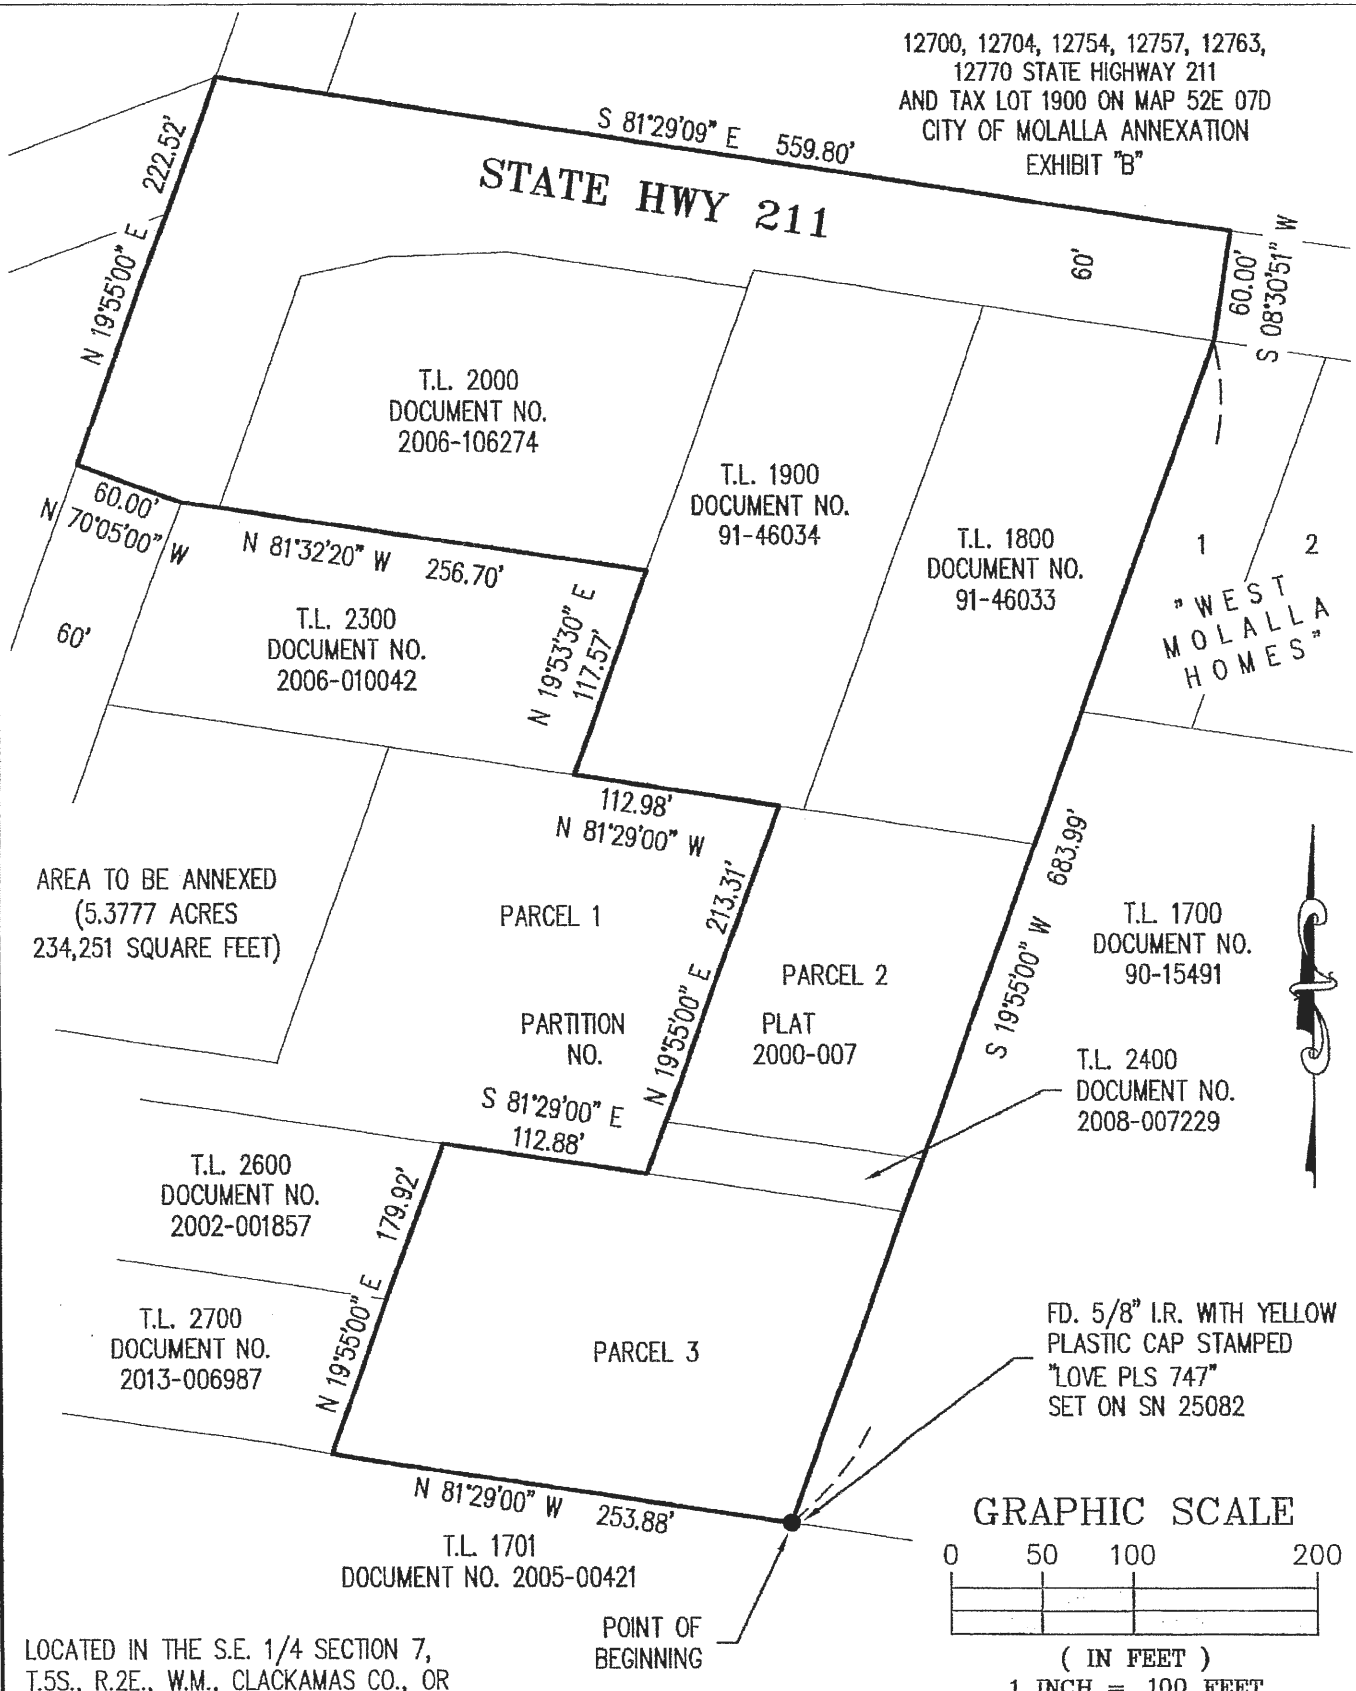 12700, 12704, 12754, 12757, 12763,
12770 STATE HIGHWAY 211
AND TAX LOT 1900 ON MAP 52E 07D
CITY OF MOLALLA ANNEXATION
EXHIBIT "B"
S 81°29'09" E 559.80'
STATE HWY 211
222.52'
N 19°55'00" E
60'
60.00'
S 08°30'51" W
T.L. 2000
DOCUMENT NO.
2006-106274
T.L. 1900
DOCUMENT NO.
91-46034
T.L. 1800
DOCUMENT NO.
91-46033
1
2
"WEST
MOLALLA
HOMES"
60.00'
N 70°05'00" W
N 81°32'20" W 256.70'
60'
T.L. 2300
DOCUMENT NO.
2006-010042
N 19°53'30" E
117.57'
112.98'
N 81°29'00" W
AREA TO BE ANNEXED
(5.3777 ACRES
234,251 SQUARE FEET)
PARCEL 1
213.31'
N 19°55'00" E
PARCEL 2
683.99'
S 19°55'00" W
T.L. 1700
DOCUMENT NO.
90-15491
PARTITION
NO.
PLAT
2000-007
S 81°29'00" E
112.88'
T.L. 2400
DOCUMENT NO.
2008-007229
T.L. 2600
DOCUMENT NO.
2002-001857
179.92'
N 19°55'00" E
T.L. 2700
DOCUMENT NO.
2013-006987
PARCEL 3
FD. 5/8" I.R. WITH YELLOW
PLASTIC CAP STAMPED
"LOVE PLS 747"
SET ON SN 25082
N 81°29'00" W 253.88'
T.L. 1701
DOCUMENT NO. 2005-00421
POINT OF
BEGINNING
GRAPHIC SCALE
0 50 100 200
( IN FEET )
1 INCH = 100 FEET
LOCATED IN THE S.E. 1/4 SECTION 7,
T.5S., R.2E., W.M., CLACKAMAS CO., OR